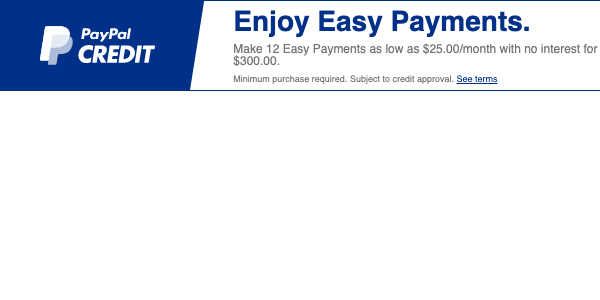 PayPal
CREDIT
Enjoy Easy Payments.
Make 12 Easy Payments as low as $25.00/month with no interest for
$300.00.
Minimum purchase required. Subject to credit approval. See terms